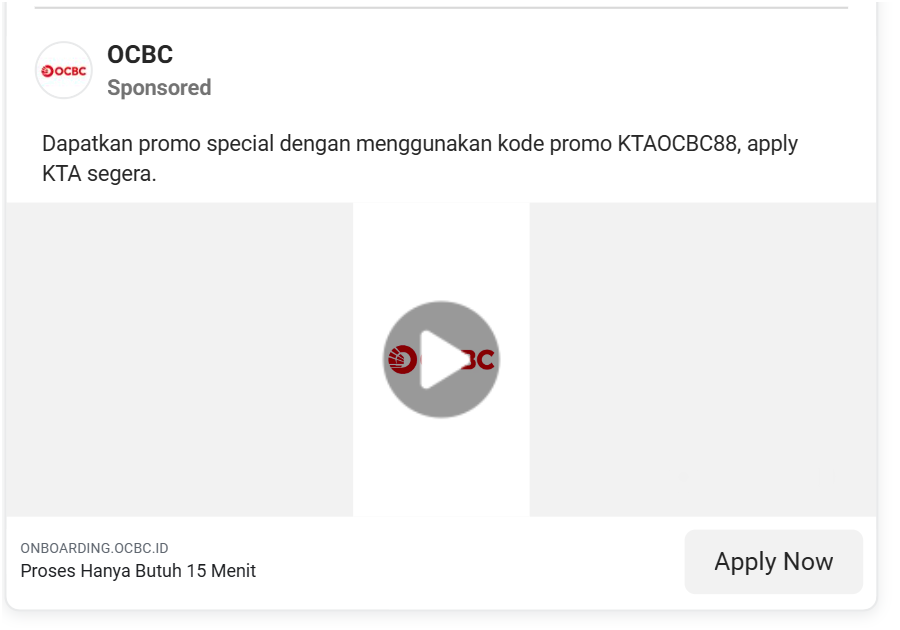 OCBC
OCBC
Sponsored
Dapatkan promo special dengan menggunakan kode promo KTAOCBC88, apply
KTA segera.
ONBOARDING.OCBC.ID
Proses Hanya Butuh 15 Menit
Apply Now